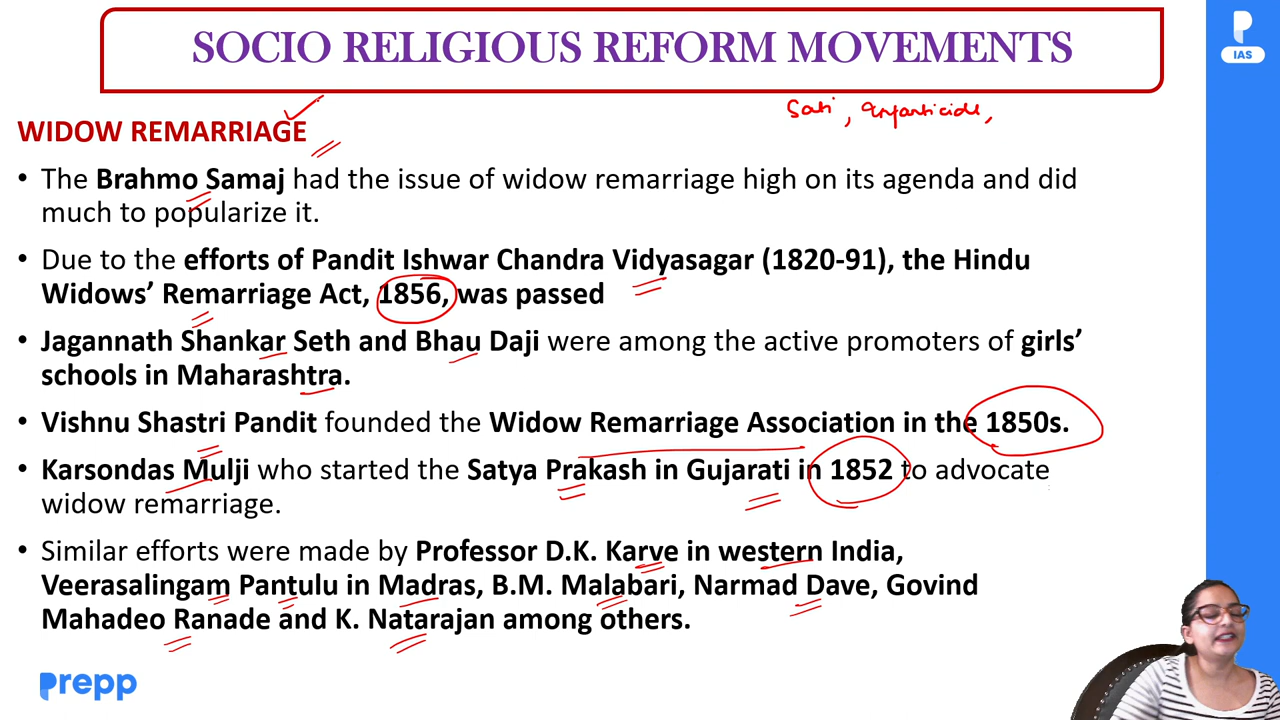 SOCIO RELIGIOUS REFORM MOVEMENTS
P
IAS
Sati, infanticide,
WIDOW REMARRIAGE
• The Brahmo Samaj had the issue of widow remarriage high on its agenda and did
much to popularize it.
• Due to the efforts of Pandit Ishwar Chandra Vidyasagar (1820-91), the Hindu
Widows’ Remarriage Act, 1856, was passed
• Jagannath Shankar Seth and Bhau Daji were among the active promoters of girls’
schools in Maharashtra.
• Vishnu Shastri Pandit founded the Widow Remarriage Association in the 1850s.
• Karsondas Mulji who started the Satya Prakash in Gujarati in 1852 to advocate
widow remarriage.
• Similar efforts were made by Professor D.K. Karve in western India,
Veerasalingam Pantulu in Madras, B.M. Malabari, Narmad Dave, Govind
Mahadeo Ranade and K. Natarajan among others.
prepp